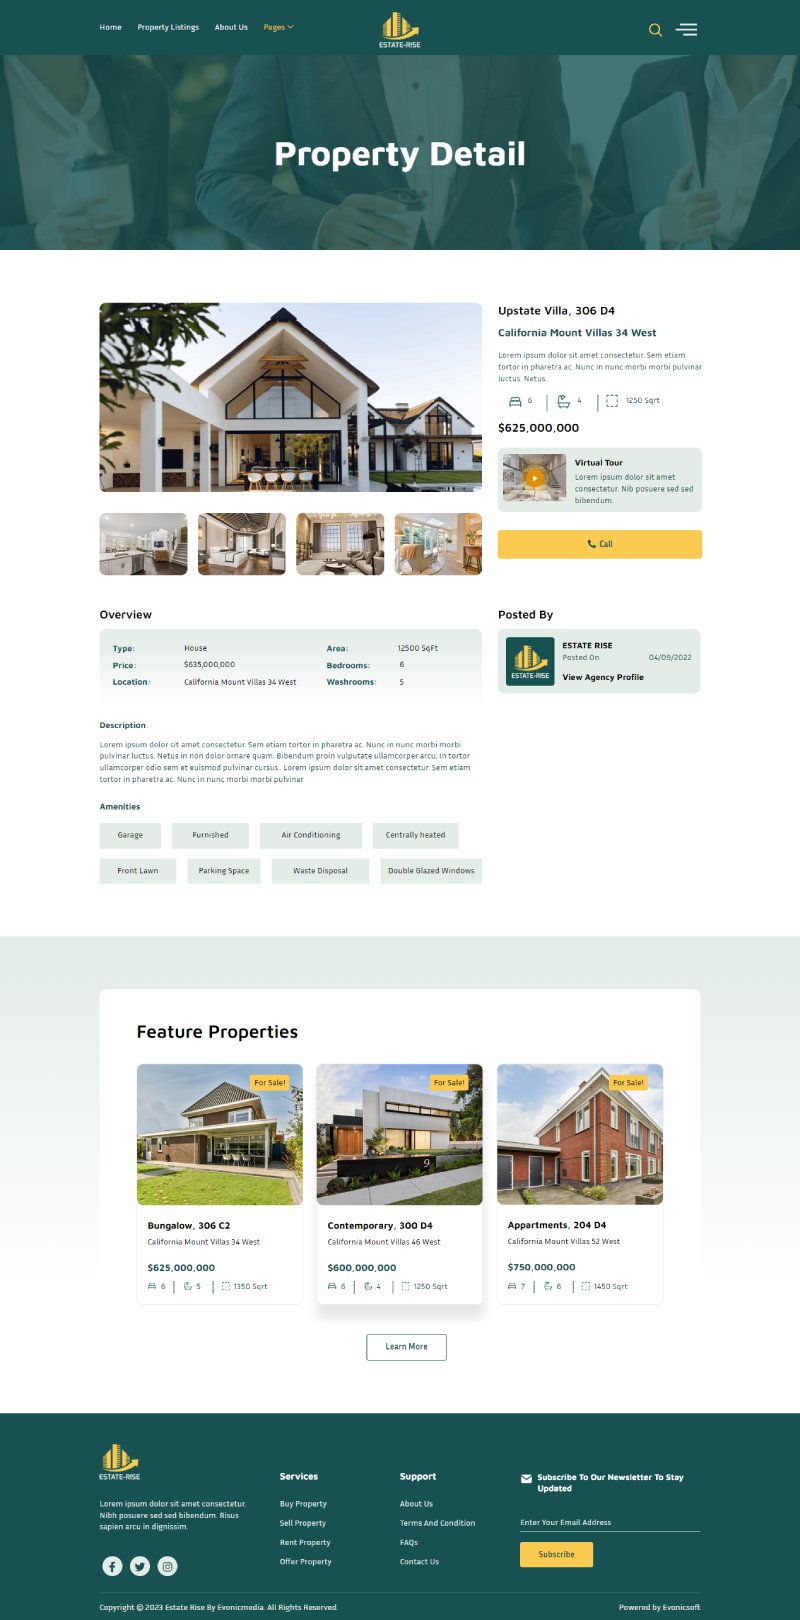 Home Property Listings About Us Pages
ESTATE-RISE
Property Detail
Upstate Villa, 306 D4
California Mount Villas 34 West
Lorem ipsum dolor sit amet consectetur. Sem etiam
tortor in pharetra ac. Nunc in nunc morbi morbi pulvinar
luctus. Netus.
6 4 1250 Sqrt
$625,000,000
Virtual Tour
Lorem ipsum dolor sit amet
consectetur. Nib posuere sed sed
bibendum.
Call
Overview
Type: House Area: 12500 SqFt
Price: $635,000,000 Bedrooms: 6
Location: California Mount Villas 34 West Washrooms: 5
Posted By
ESTATE-RISE
ESTATE RISE
Posted On 04/09/2022
View Agency Profile
Description
Lorem ipsum dolor sit amet consectetur. Sem etiam tortor in pharetra ac. Nunc in nunc morbi morbi
pulvinar luctus. Netus in non dolor ornare quam. Bibendum proin vulputate ullamcorper arcu. In tortor
ullamcorper odio sem et euismod pulvinar cursus.. Lorem ipsum dolor sit amet consectetur. Sem etiam
tortor in pharetra ac. Nunc in nunc morbi morbi pulvinar
Amenities
Garage Furnished Air Conditioning Centrally heated
Front Lawn Parking Space Waste Disposal Double Glazed Windows
Feature Properties
For Sale! For Sale! For Sale!
9
Bungalow, 306 C2
California Mount Villas 34 West
$625,000,000
6 5 1350 Sqrt
Contemporary, 300 D4
California Mount Villas 46 West
$600,000,000
6 4 1250 Sqrt
Appartments, 204 D4
California Mount Villas 52 West
$750,000,000
7 6 1450 Sqrt
Learn More
ESTATE-RISE
Lorem ipsum dolor sit amet consectetur.
Nibh posuere sed sed bibendum. Risus
sapien arcu in dignissim.
Services
Buy Property
Sell Property
Rent Property
Offer Property
Support
About Us
Terms And Condition
FAQs
Contact Us
Subscribe To Our Newsletter To Stay
Updated
Enter Your Email Address
Subscribe
Copyright © 2023 Estate Rise By Evonicmedia. All Rights Reserved.
Powered by Evonicsoft